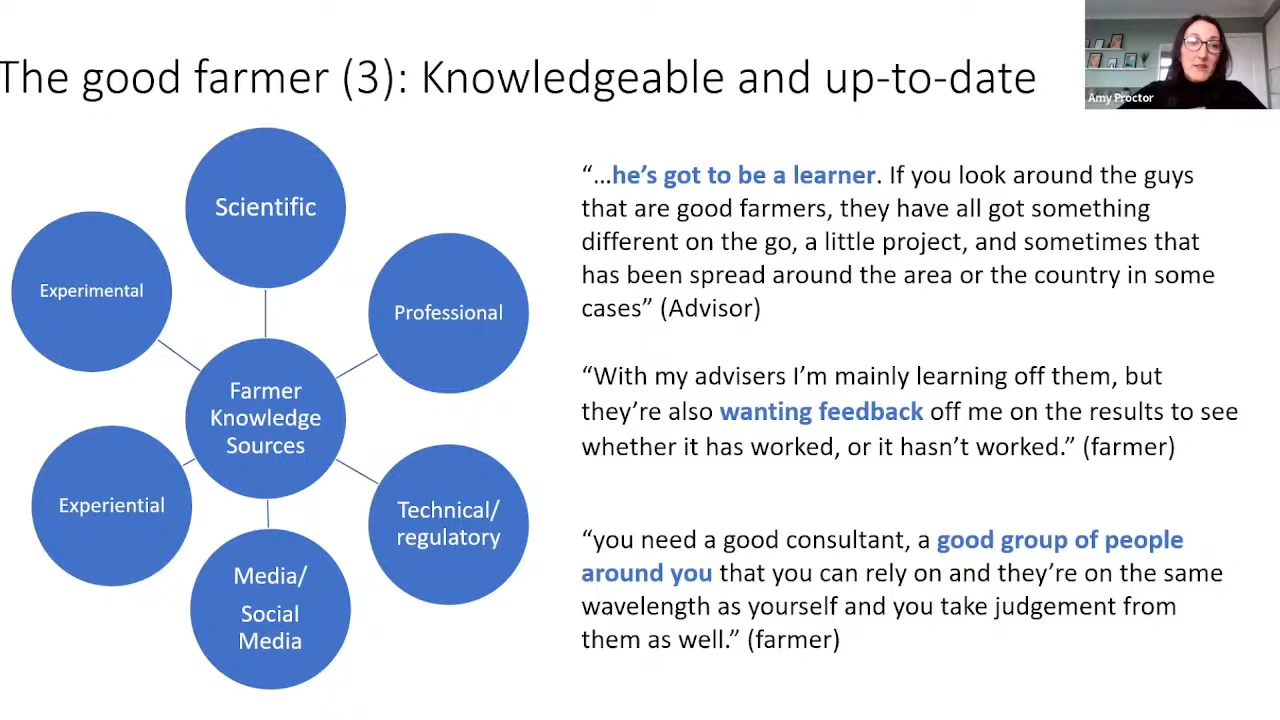 The good farmer (3): Knowledgeable and up-to-date
Amy Proctor
Scientific
Experimental
Professional
Farmer
Knowledge
Sources
Experiential
Technical/
regulatory
Media/
Social
Media
“…he’s got to be a learner. If you look around the guys
that are good farmers, they have all got something
different on the go, a little project, and sometimes that
has been spread around the area or the country in some
cases” (Advisor)
“With my advisers I’m mainly learning off them, but
they’re also wanting feedback off me on the results to see
whether it has worked, or it hasn’t worked.” (farmer)
“you need a good consultant, a good group of people
around you that you can rely on and they’re on the same
wavelength as yourself and you take judgement from
them as well.” (farmer)